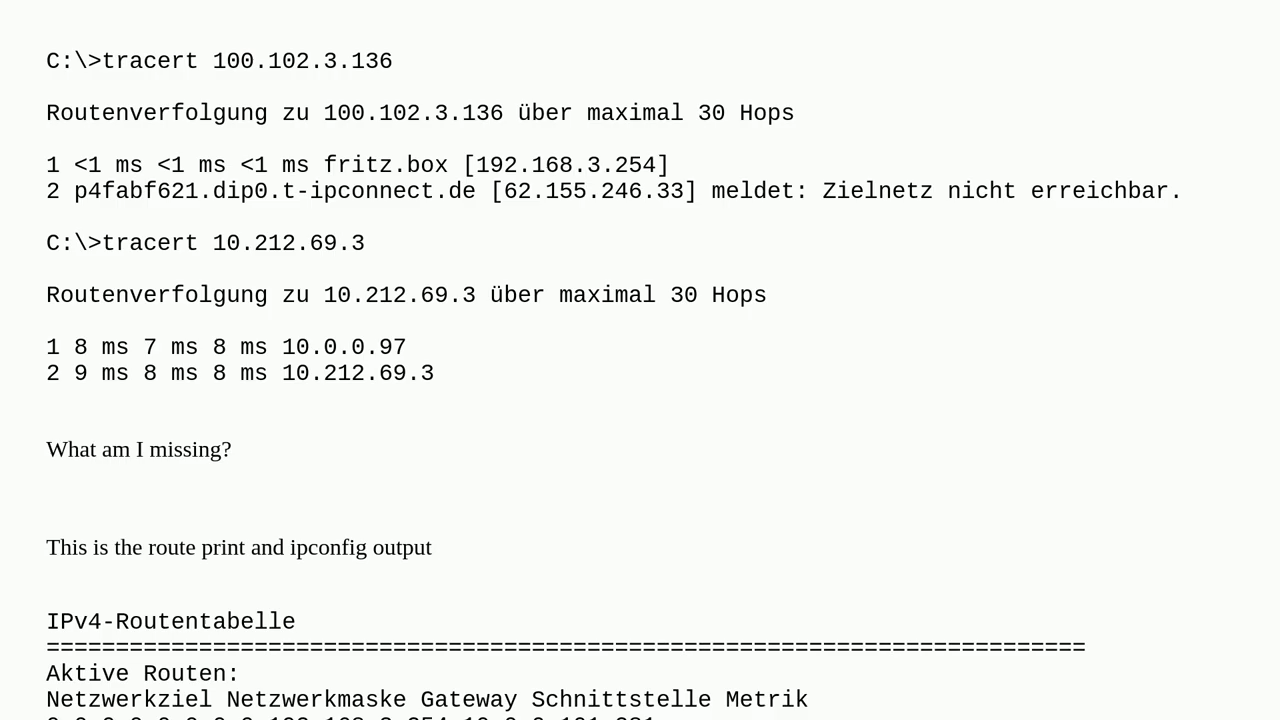 C:\>tracert 100.102.3.136
Routenverfolgung zu 100.102.3.136 über maximal 30 Hops
1 <1 ms <1 ms <1 ms fritz.box [192.168.3.254]
2 p4fabf621.dip0.t-ipconnect.de [62.155.246.33] meldet: Zielnetz nicht erreichbar.
C:\>tracert 10.212.69.3
Routenverfolgung zu 10.212.69.3 über maximal 30 Hops
1 8 ms 7 ms 8 ms 10.0.0.97
2 9 ms 8 ms 8 ms 10.212.69.3
What am I missing?
This is the route print and ipconfig output
IPv4-Routentabelle
===========================================================================
Aktive Routen:
Netzwerkziel Netzwerkmaske Gateway Schnittstelle Metrik